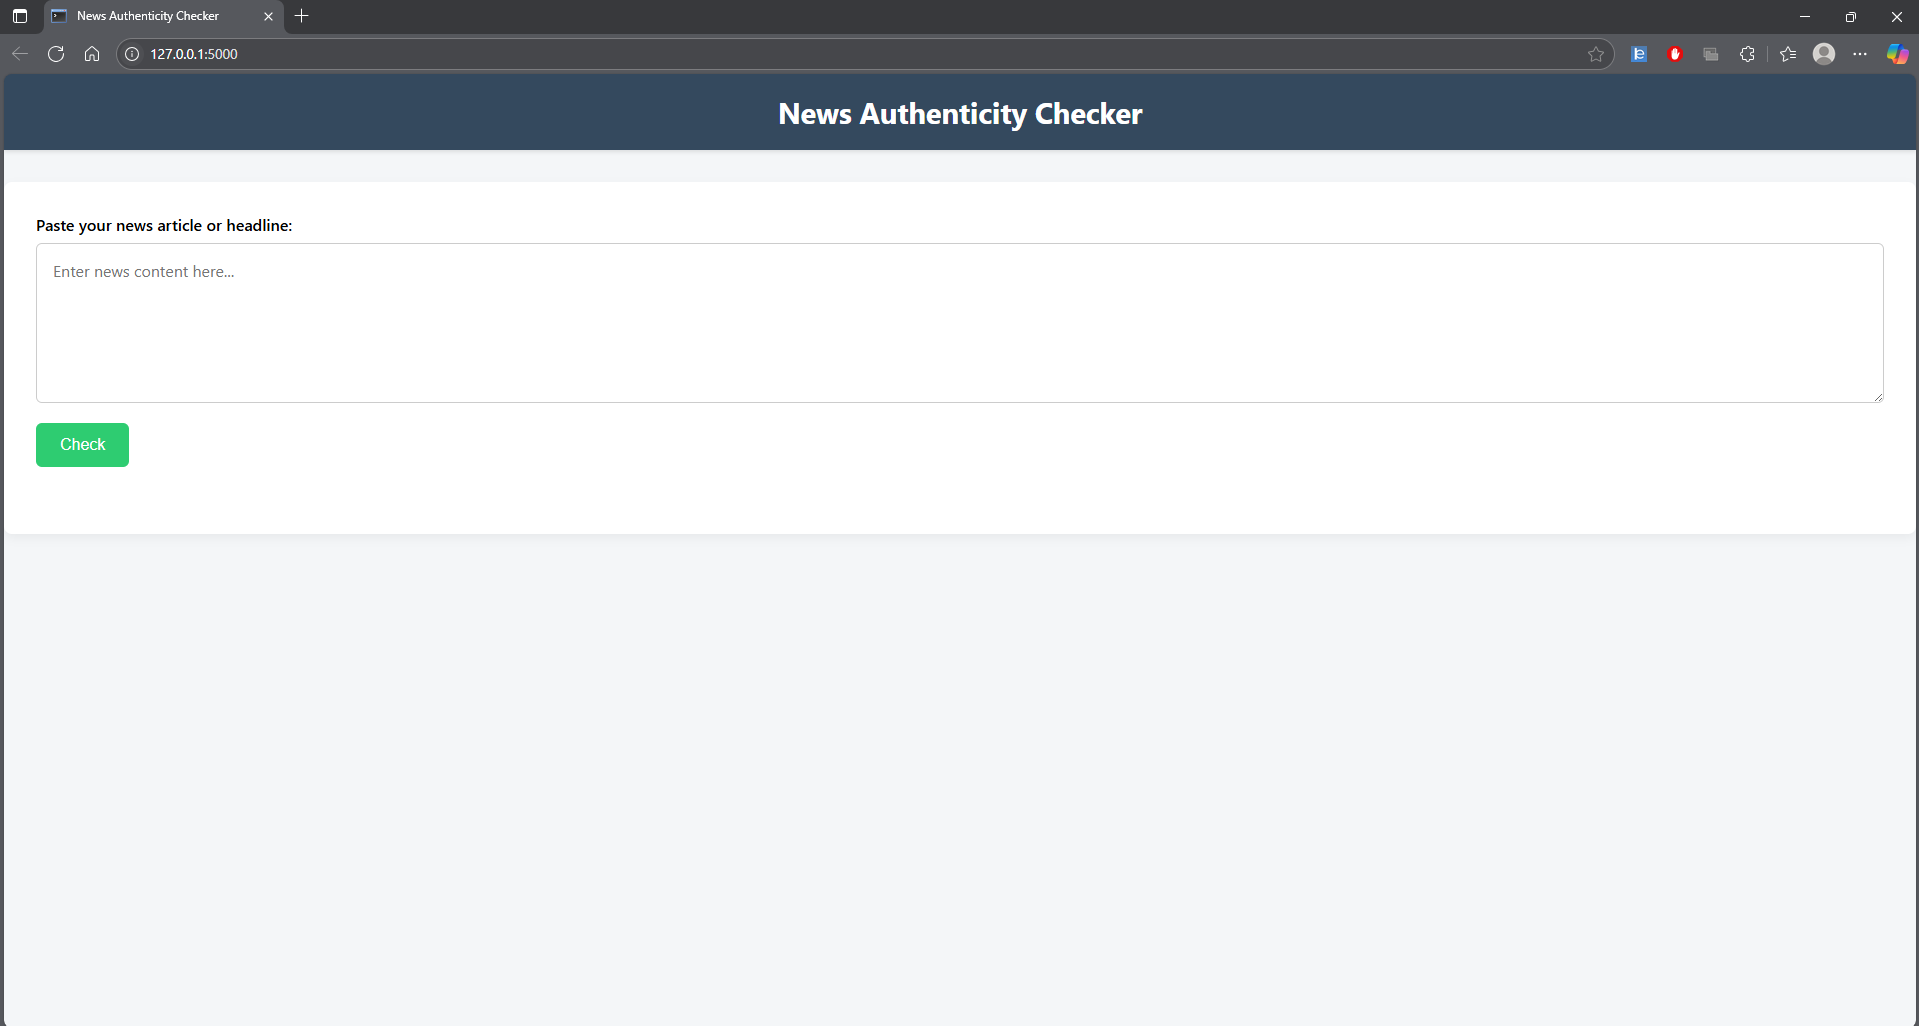 News Authenticity Checker
127.0.0.1:5000
News Authenticity Checker
Paste your news article or headline:
Enter news content here...
Check